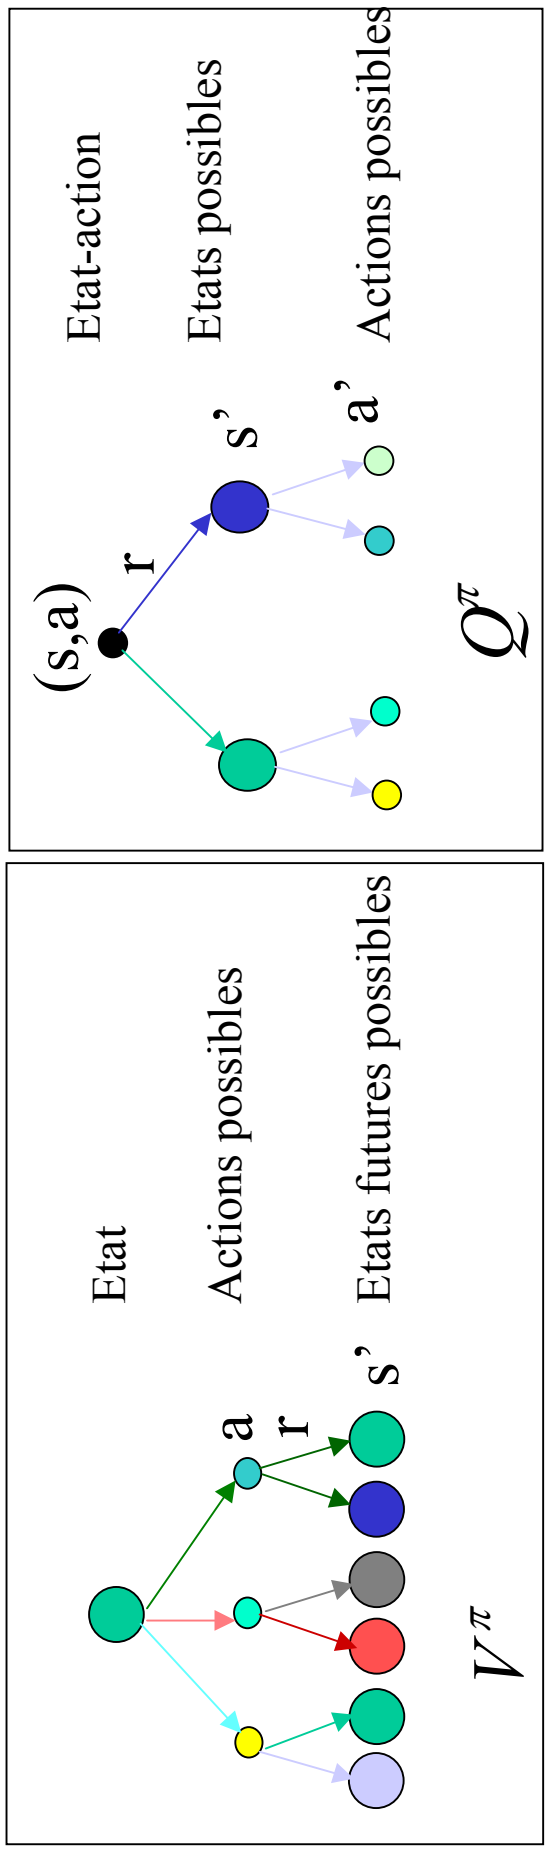 Etat
Actions possibles
a
r
s’
Etats futures possibles
V^π
(s,a)
Etat-action
r
s’
Etats possibles
a’
Actions possibles
Q^π